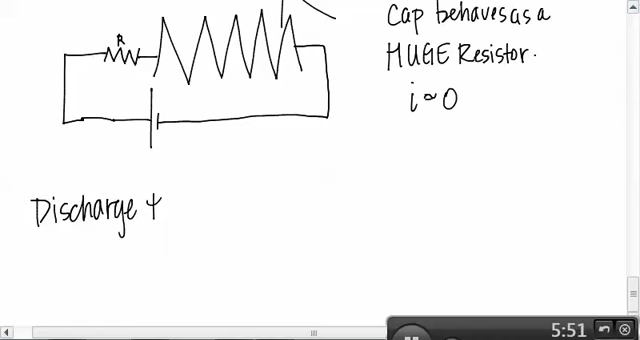 Cap behaves as a
HUGE Resistor.
R
i ~ 0
Discharge +
5:51